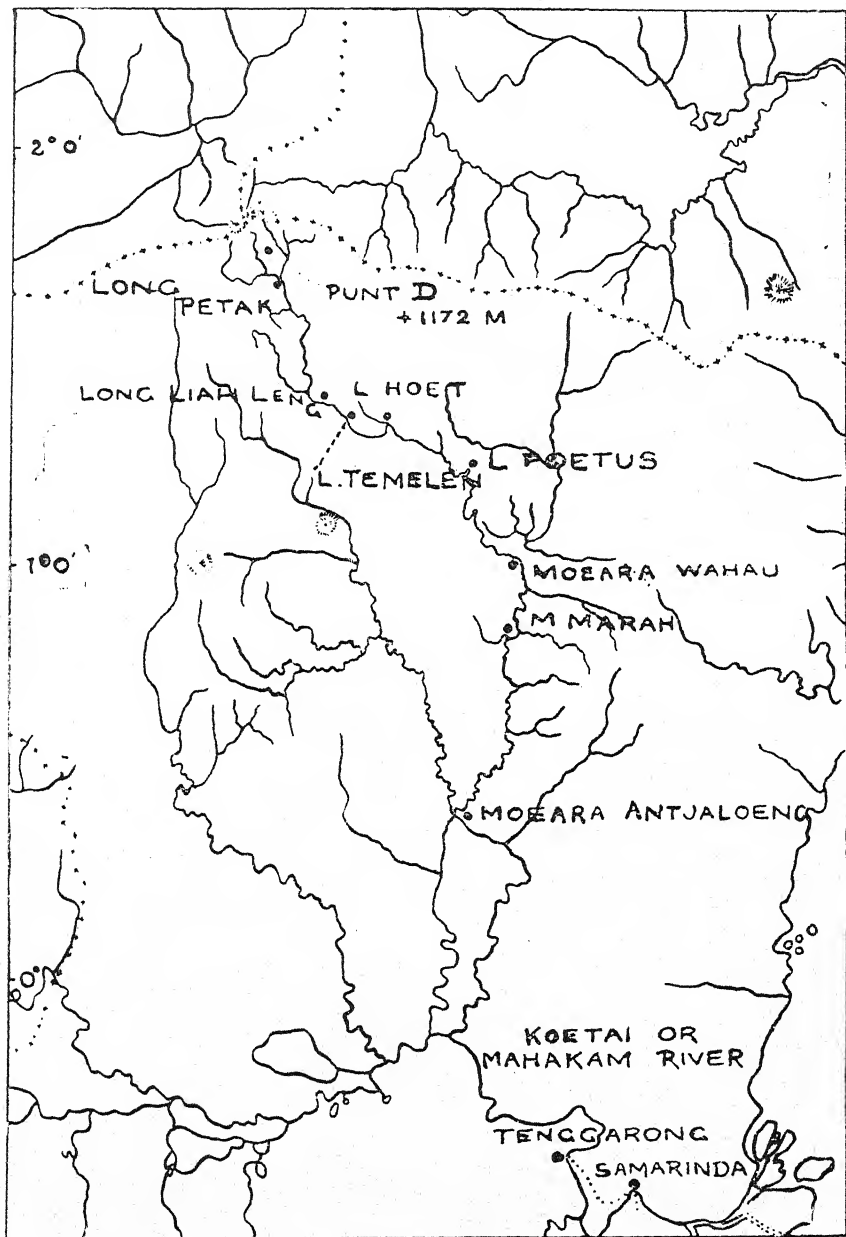 2°0'
LONG
PETAK
PUNT D
+1172 M
LONG LIAH LENG
L HOET
L POETUS
L. TEMELEN
1°0'
MOEARA WAHAU
M MARAH
MOEARA ANTJALOENG
0°
KOETAI OR
MAHAKAM RIVER
TENGGARONG
SAMARINDA